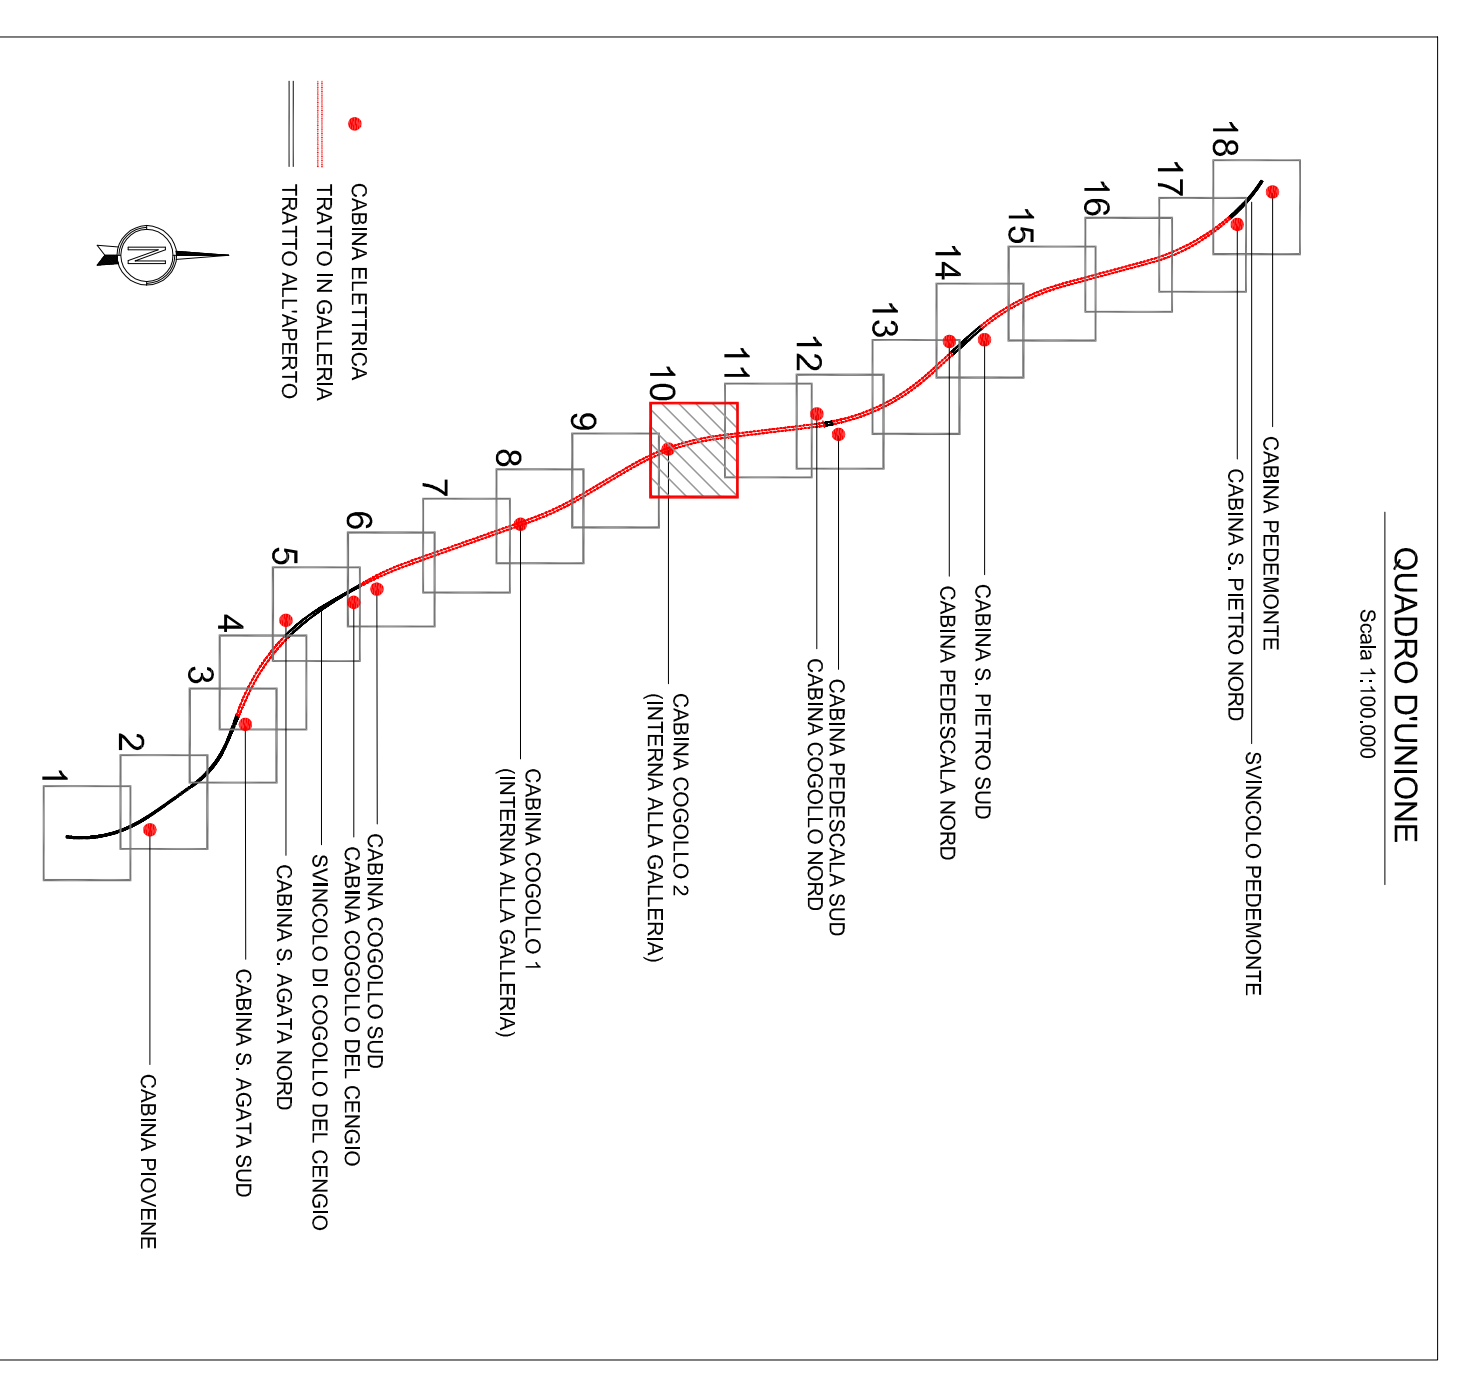 QUADRO D'UNIONE
Scala 1:100.000
18
17
16
15
14
13
12
11
10
9
8
7
6
5
4
3
2
1
CABINA PEDEMONTE
SVINCOLO PEDEMONTE
CABINA S. PIETRO NORD
CABINA S. PIETRO SUD
CABINA PEDESCALA NORD
CABINA PEDESCALA SUD
CABINA COGOLLO NORD
CABINA COGOLLO 2
(INTERNA ALLA GALLERIA)
CABINA COGOLLO 1
(INTERNA ALLA GALLERIA)
CABINA COGOLLO SUD
CABINA COGOLLO DEL CENGIO
SVINCOLO DI COGOLLO DEL CENGIO
CABINA S. AGATA NORD
CABINA S. AGATA SUD
CABINA PIOVENE
CABINA ELETTRICA
TRATTO IN GALLERIA
TRATTO ALL'APERTO
N